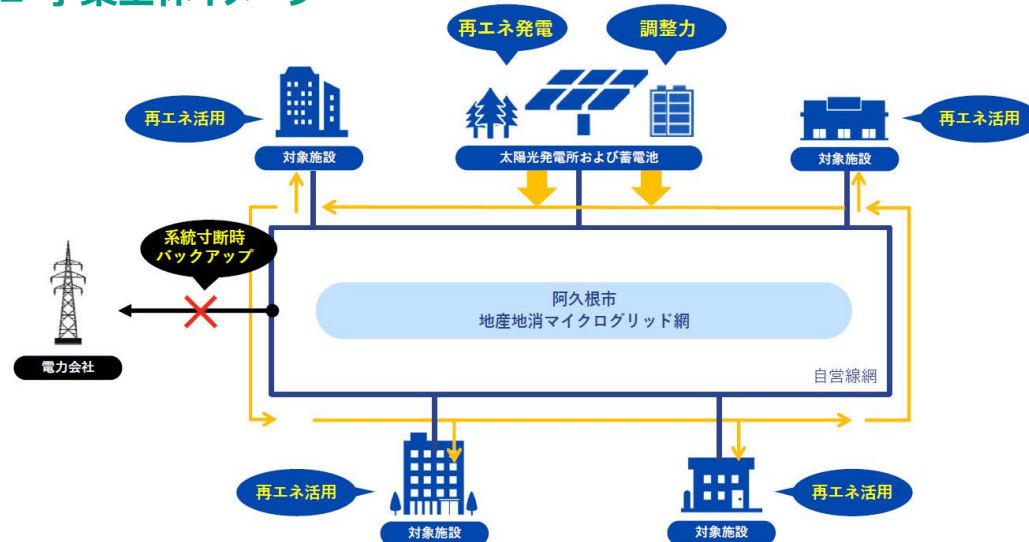 再エネ発電
調整力
再エネ活用
再エネ活用
対象施設
太陽光発電所および蓄電池
対象施設
系統寸断時
バックアップ
阿久根市
地産地消マイクログリッド網
電力会社
自営線網
再エネ活用
再エネ活用
対象施設
対象施設